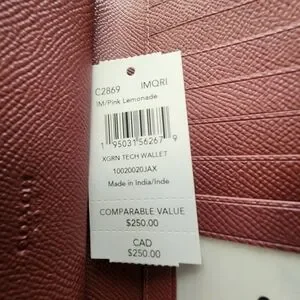 C2869 IMQRI
IM/Pink Lemonade
1 95031 56267 9
XGRN TECH WALLET
10020020JAX
Made in India/Inde
COMPARABLE VALUE
$250.00
CAD
$250.00